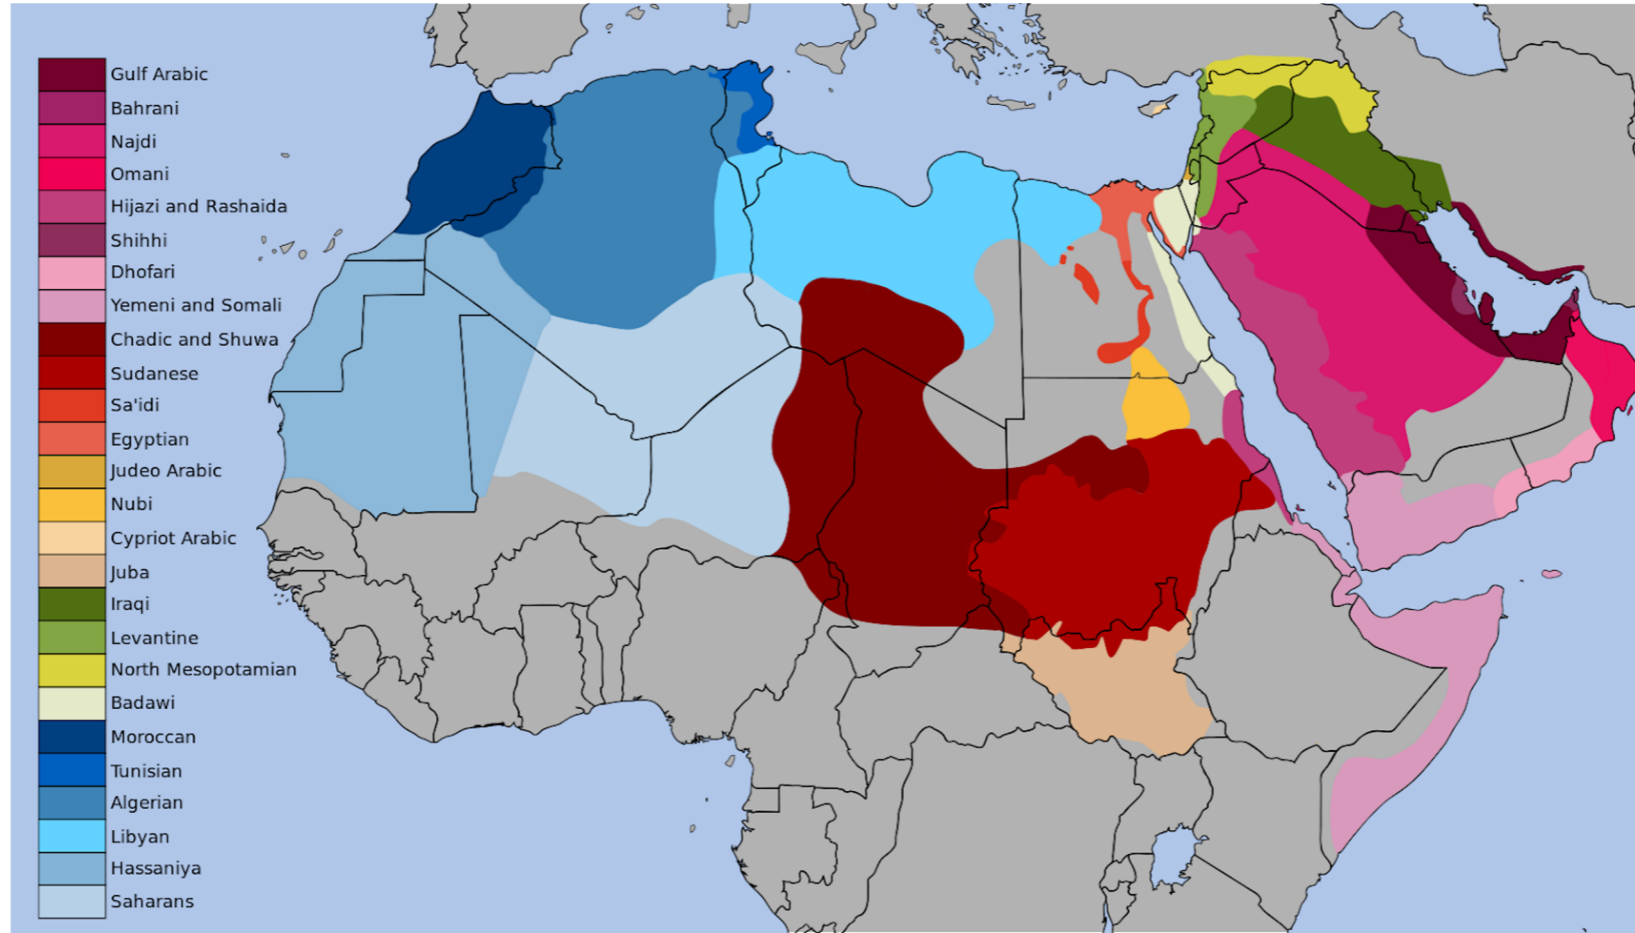 Gulf Arabic
Bahrani
Najdi
Omani
Hijazi and Rashaida
Shihhi
Dhofari
Yemeni and Somali
Chadic and Shuwa
Sudanese
Sa'idi
Egyptian
Judeo Arabic
Nubi
Cypriot Arabic
Juba
Iraqi
Levantine
North Mesopotamian
Badawi
Moroccan
Tunisian
Algerian
Libyan
Hassaniya
Saharans